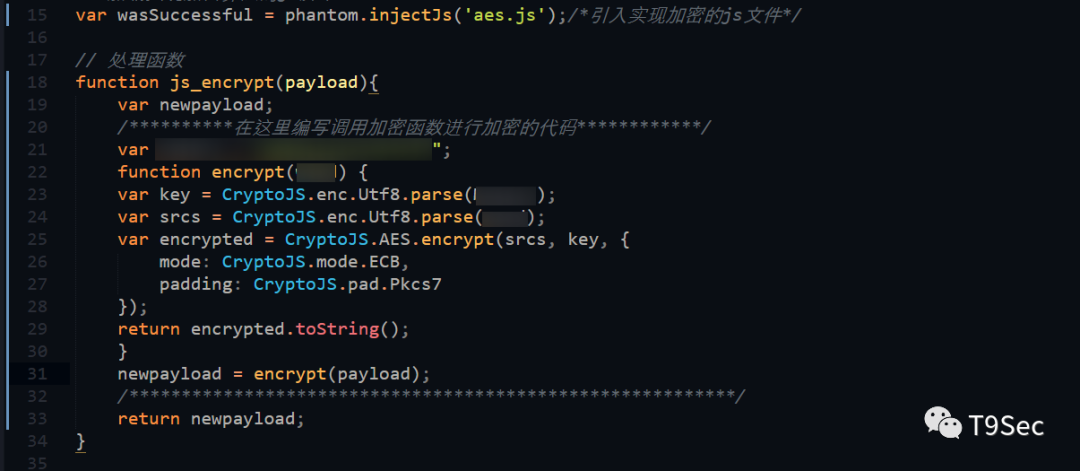 15 var wasSuccessful = phantom.injectJs('aes.js');/*引入实现加密的js文件*/
16
17 // 处理函数
18 function js_encrypt(payload){
19 var newpayload;
20 /**********在这里编写调用加密函数进行加密的代码************/
21 var ";
22 function encrypt( ) {
23 var key = CryptoJS.enc.Utf8.parse( );
24 var srcs = CryptoJS.enc.Utf8.parse( );
25 var encrypted = CryptoJS.AES.encrypt(srcs, key, {
26 mode: CryptoJS.mode.ECB,
27 padding: CryptoJS.pad.Pkcs7
28 });
29 return encrypted.toString();
30 }
31 newpayload = encrypt(payload);
32 /**********************************************************/
33 return newpayload;
34 }
35
T9Sec